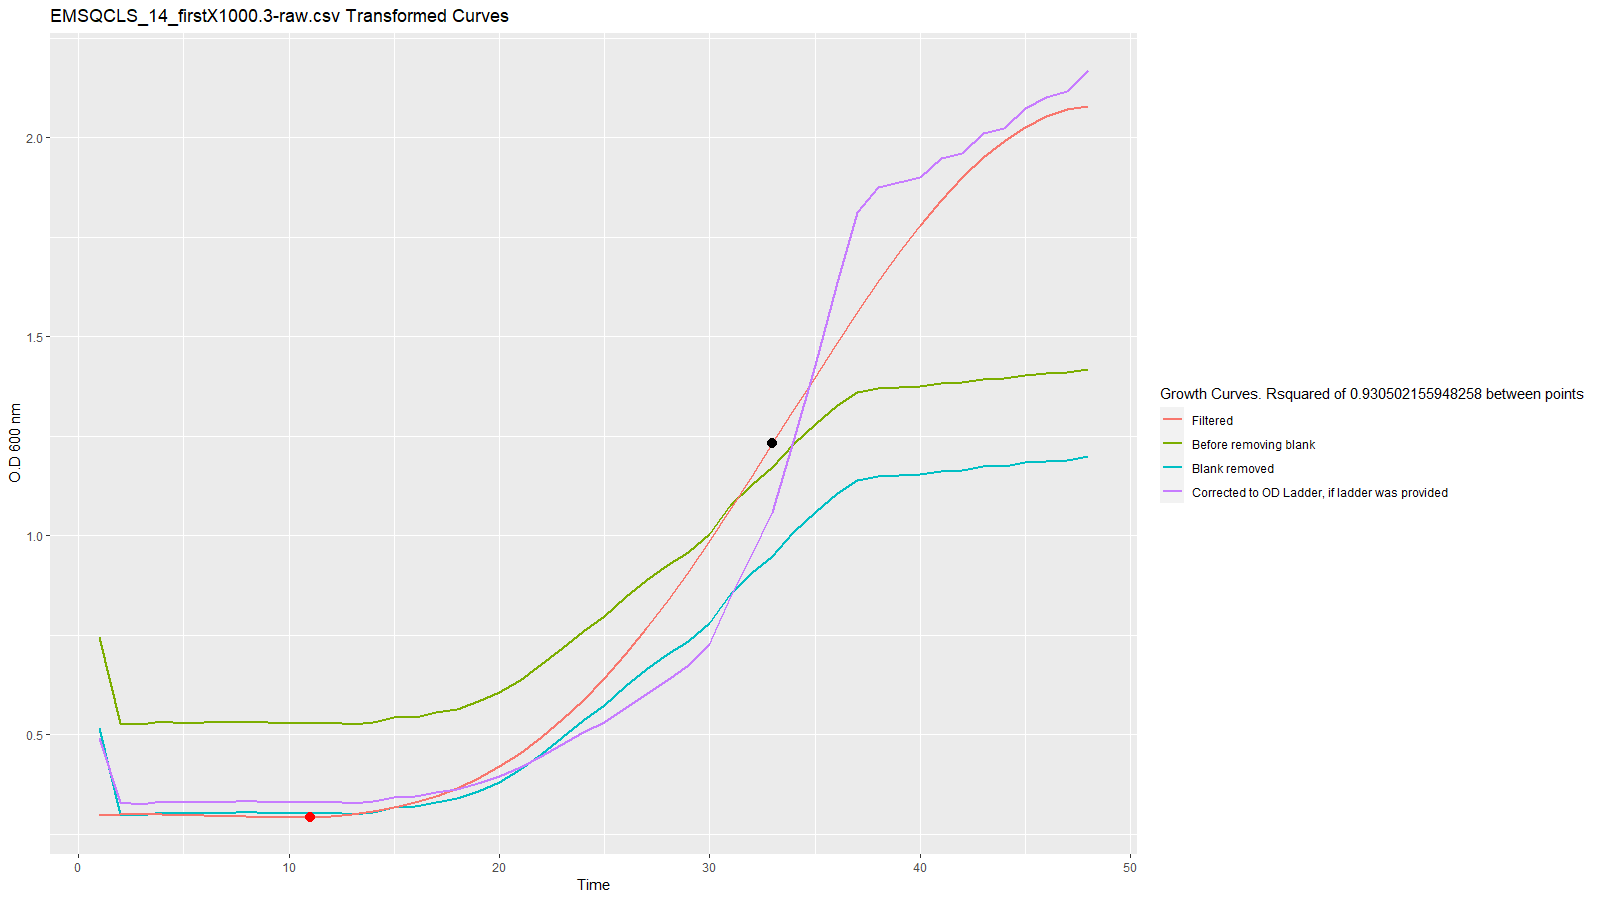 EMSQCLS_14_firstX1000.3-raw.csv Transformed Curves
O.D 600 nm
2.0
1.5
1.0
0.5
0 10 20 30 40 50
Time
Growth Curves. Rsquared of 0.930502155948258 between points
Filtered
Before removing blank
Blank removed
Corrected to OD Ladder, if ladder was provided